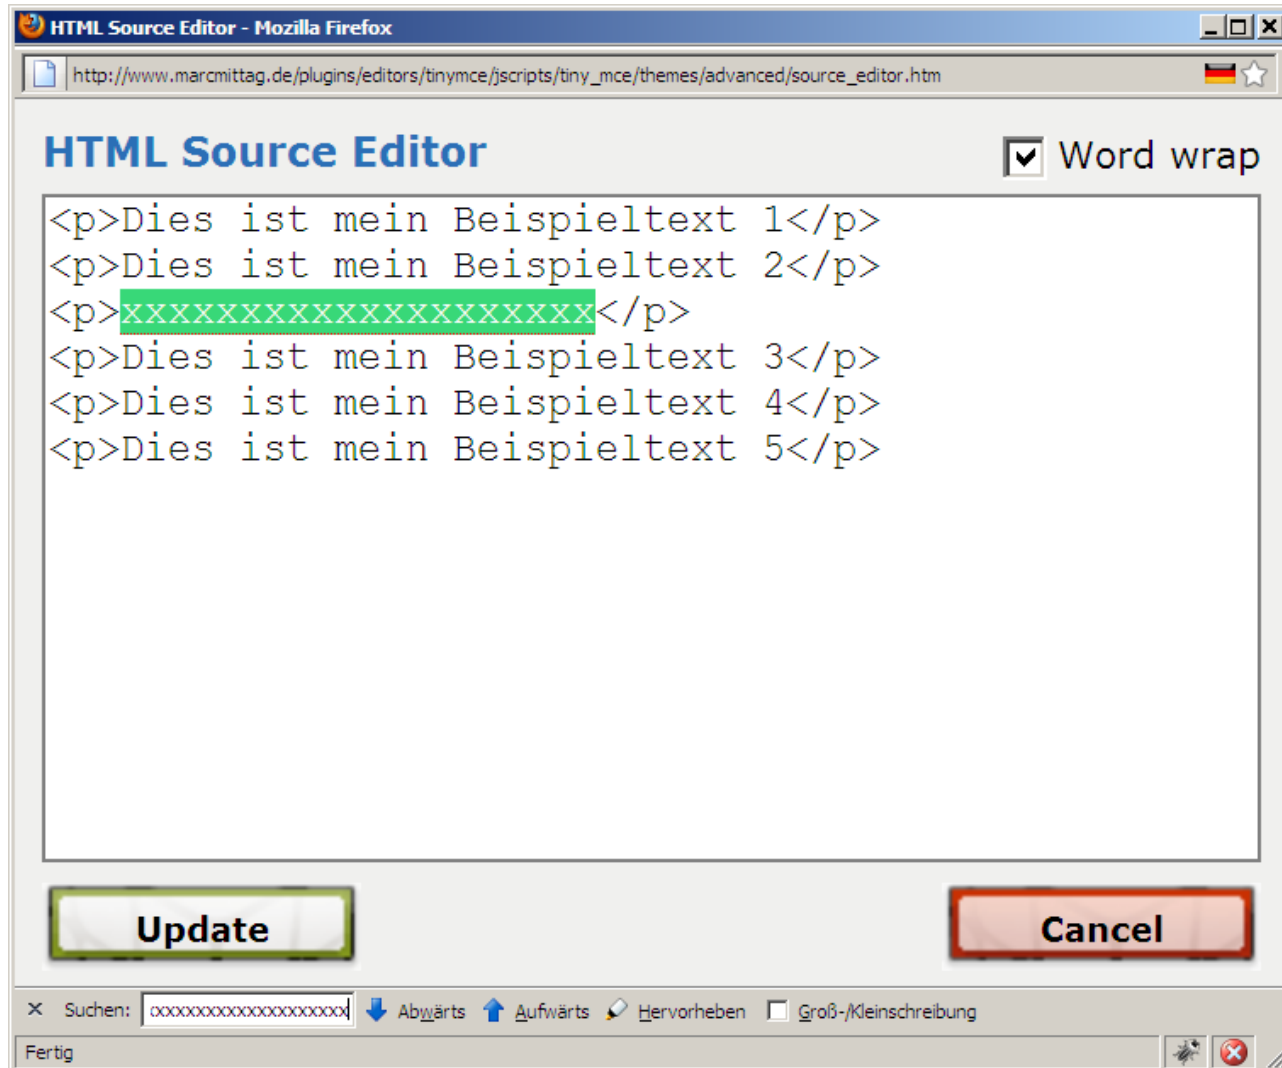 HTML Source Editor - Mozilla Firefox
http://www.marcmittag.de/plugins/editors/tinymce/jscripts/tiny_mce/themes/advanced/source_editor.htm
HTML Source Editor
Word wrap
<p>Dies ist mein Beispieltext 1</p>
<p>Dies ist mein Beispieltext 2</p>
<p>xxxxxxxxxxxxxxxxxxxx</p>
<p>Dies ist mein Beispieltext 3</p>
<p>Dies ist mein Beispieltext 4</p>
<p>Dies ist mein Beispieltext 5</p>
Update
Cancel
Suchen: xxxxxxxxxxxxxxxxxxxx Abwärts Aufwärts Hervorheben Groß-/Kleinschreibung
Fertig